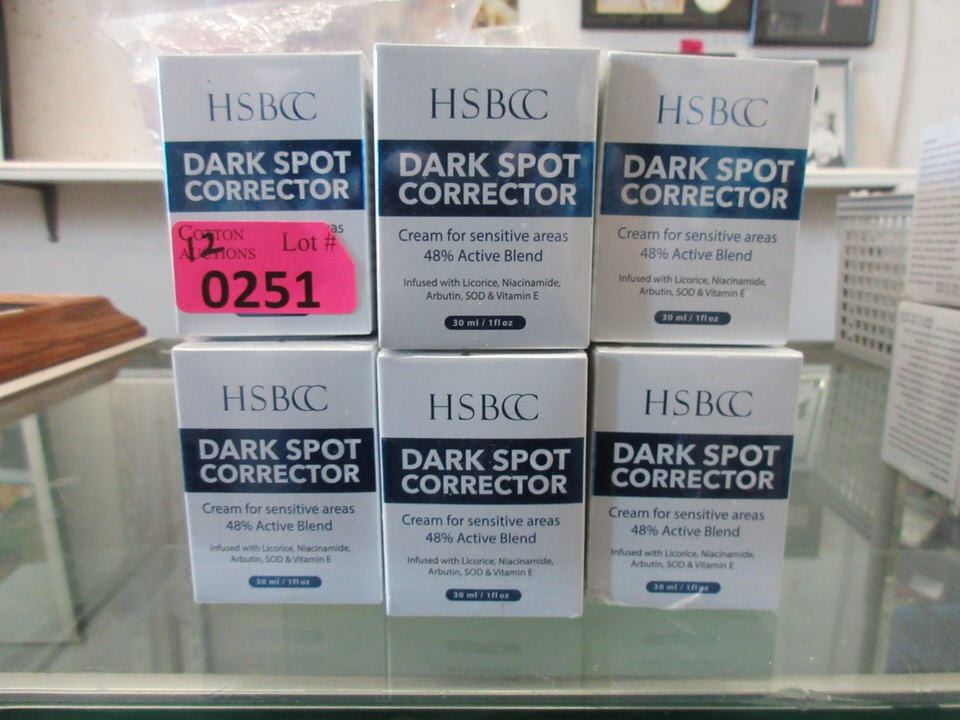 HSBCC
DARK SPOT
CORRECTOR
as
COTTON
AUCTIONS
Lot #
12
0251
HSBCC
DARK SPOT
CORRECTOR
Cream for sensitive areas
48% Active Blend
Infused with Licorice, Niacinamide,
Arbutin, SOD & Vitamin E
30 ml / 1fl oz
HSBCC
DARK SPOT
CORRECTOR
Cream for sensitive areas
48% Active Blend
Infused with Licorice, Niacinamide,
Arbutin, SOD & Vitamin E
30 ml / 1fl oz
HSBCC
DARK SPOT
CORRECTOR
Cream for sensitive areas
48% Active Blend
Infused with Licorice, Niacinamide,
Arbutin, SOD & Vitamin E
30 ml / 1fl oz
HSBCC
DARK SPOT
CORRECTOR
Cream for sensitive areas
48% Active Blend
Infused with Licorice, Niacinamide,
Arbutin, SOD & Vitamin E
30 ml / 1fl oz
HSBCC
DARK SPOT
CORRECTOR
Cream for sensitive areas
48% Active Blend
Infused with Licorice, Niacinamide,
Arbutin, SOD & Vitamin E
30 ml / 1fl oz